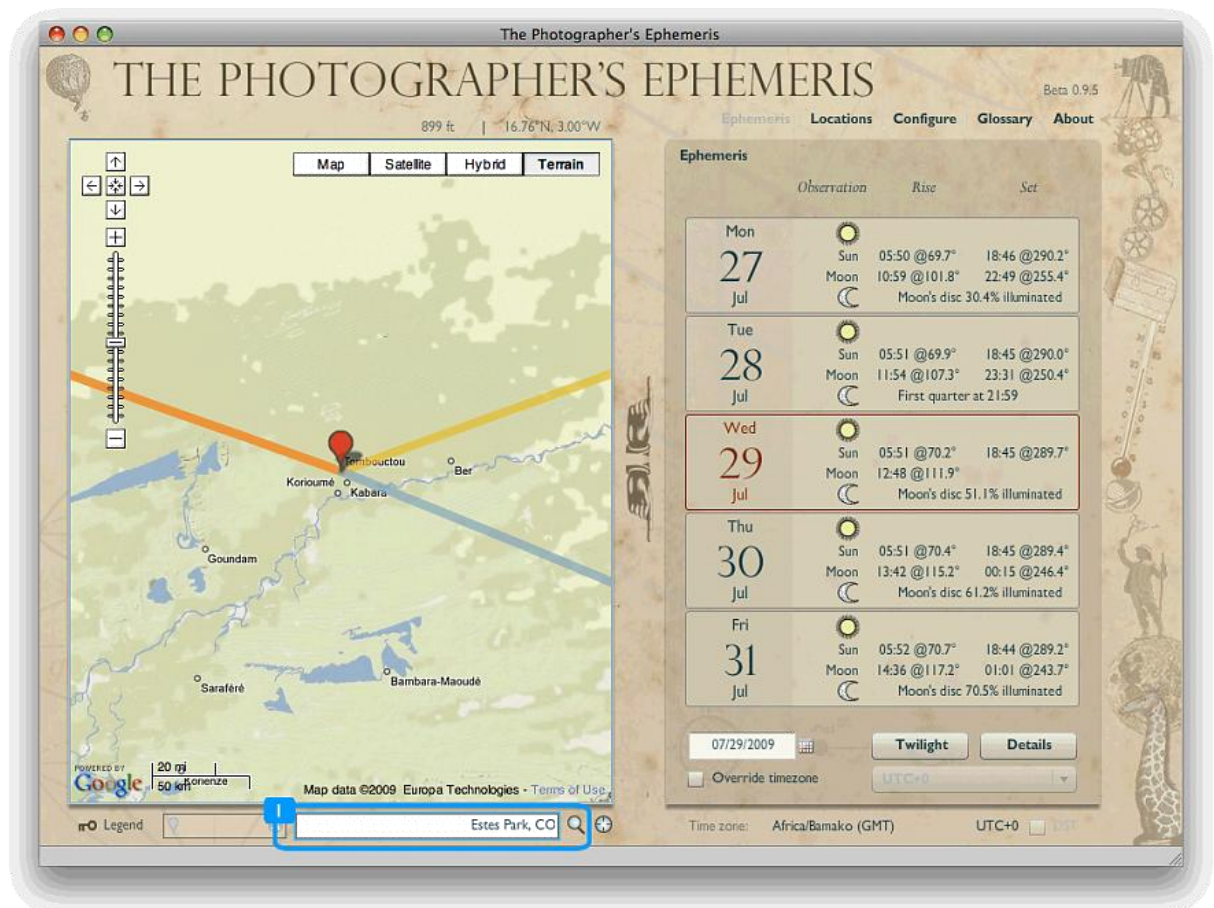 The Photographer's Ephemeris
THE PHOTOGRAPHER'S EPHEMERIS
Beta 0.9.5
899 ft | 16.76°N, 3.00°W
Ephemeris Locations Configure Glossary About
Map Satellite Hybrid Terrain
Tombouctou
Ber
Korioumé
Kabara
Goundam
Saraféré
Bambara-Maoudé
POWERED BY
Google
20 mi
50 km
Korienze
Map data ©2009 Europa Technologies - Terms of Use
Legend
Estes Park, CO
Ephemeris
Observation Rise Set
Mon
27
Jul
Sun 05:50 @69.7° 18:46 @290.2°
Moon 10:59 @101.8° 22:49 @255.4°
Moon's disc 30.4% illuminated
Tue
28
Jul
Sun 05:51 @69.9° 18:45 @290.0°
Moon 11:54 @107.3° 23:31 @250.4°
First quarter at 21:59
Wed
29
Jul
Sun 05:51 @70.2° 18:45 @289.7°
Moon 12:48 @111.9°
Moon's disc 51.1% illuminated
Thu
30
Jul
Sun 05:51 @70.4° 18:45 @289.4°
Moon 13:42 @115.2° 00:15 @246.4°
Moon's disc 61.2% illuminated
Fri
31
Jul
Sun 05:52 @70.7° 18:44 @289.2°
Moon 14:36 @117.2° 01:01 @243.7°
Moon's disc 70.5% illuminated
07/29/2009 Twilight Details
Override timezone UTC+0
Time zone: Africa/Bamako (GMT) UTC+0 DST